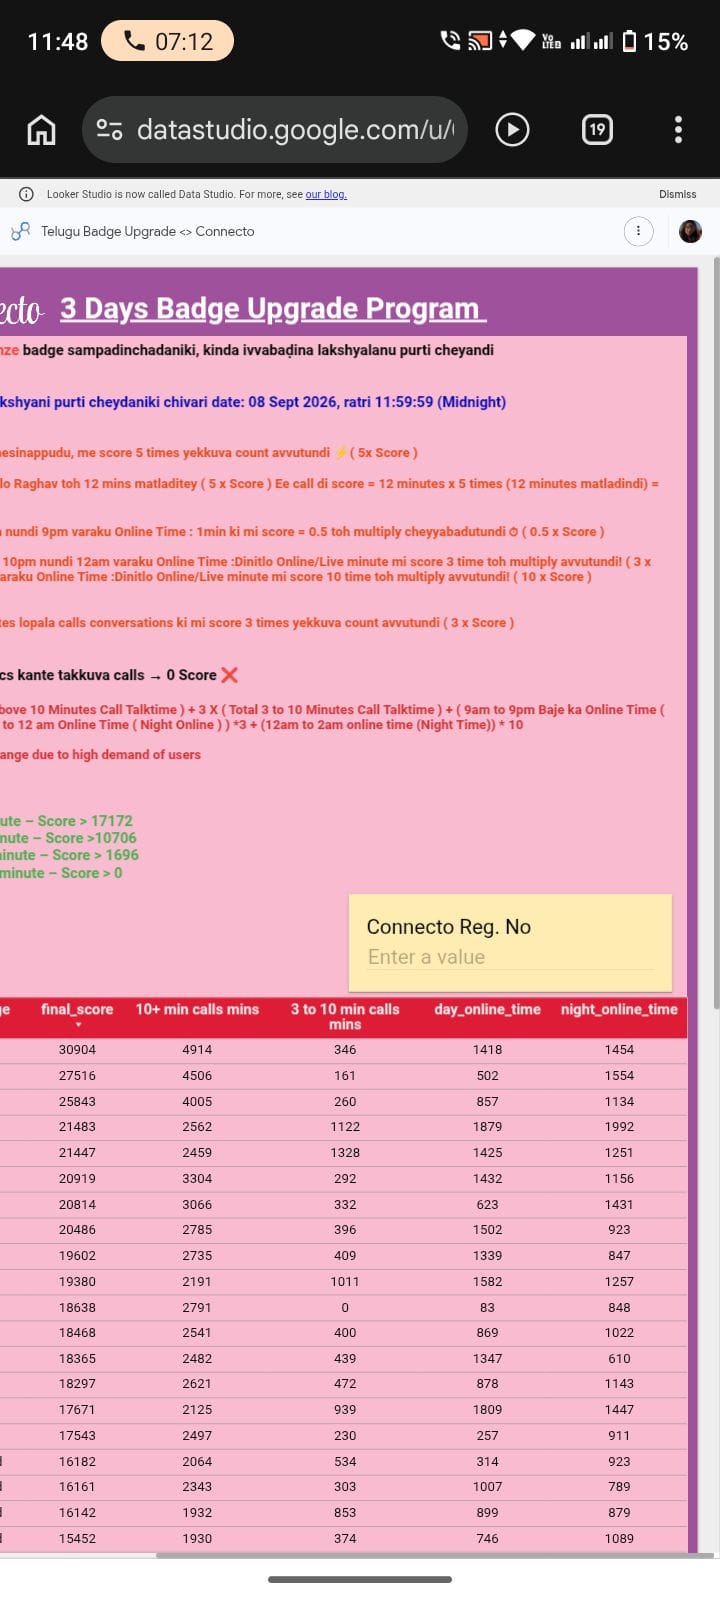 11:48 07:12 15%
datastudio.google.com/u/ 19
Looker Studio is now called Data Studio. For more, see our blog. Dismiss
Telugu Badge Upgrade <> Connecto
ecto 3 Days Badge Upgrade Program
nze badge sampadinchadaniki, kinda ivvabaḍina lakshyalanu purti cheyandi
kshyani purti cheydaniki chivari date: 08 Sept 2026, ratri 11:59:59 (Midnight)
nesinappudu, me score 5 times yekkuva count avvutundi ⚡ ( 5x Score )
lo Raghav toh 12 mins matladitey ( 5 x Score ) Ee call di score = 12 minutes x 5 times (12 minutes matladindi) =
nundi 9pm varaku Online Time : 1min ki mi score = 0.5 toh multiply cheyyabadutundi ⏱ ( 0.5 x Score )
10pm nundi 12am varaku Online Time :Dinitlo Online/Live minute mi score 3 time toh multiply avvutundi! ( 3 x
araku Online Time :Dinitlo Online/Live minute mi score 10 time toh multiply avvutundi! ( 10 x Score )
tes lopala calls conversations ki mi score 3 times yekkuva count avvutundi ( 3 x Score )
cs kante takkuva calls → 0 Score ❌
bove 10 Minutes Call Talktime ) + 3 X ( Total 3 to 10 Minutes Call Talktime ) + ( 9am to 9pm Baje ka Online Time (
to 12 am Online Time ( Night Online ) ) *3 + (12am to 2am online time (Night Time)) * 10
ange due to high demand of users
ute – Score > 17172
nute – Score >10706
inute – Score > 1696
minute – Score > 0
Connecto Reg. No
Enter a value
ge final_score 10+ min calls mins 3 to 10 min calls mins day_online_time night_online_time
30904 4914 346 1418 1454
27516 4506 161 502 1554
25843 4005 260 857 1134
21483 2562 1122 1879 1992
21447 2459 1328 1425 1251
20919 3304 292 1432 1156
20814 3066 332 623 1431
20486 2785 396 1502 923
19602 2735 409 1339 847
19380 2191 1011 1582 1257
18638 2791 0 83 848
18468 2541 400 869 1022
18365 2482 439 1347 610
18297 2621 472 878 1143
17671 2125 939 1809 1447
17543 2497 230 257 911
d 16182 2064 534 314 923
d 16161 2343 303 1007 789
d 16142 1932 853 899 879
d 15452 1930 374 746 1089